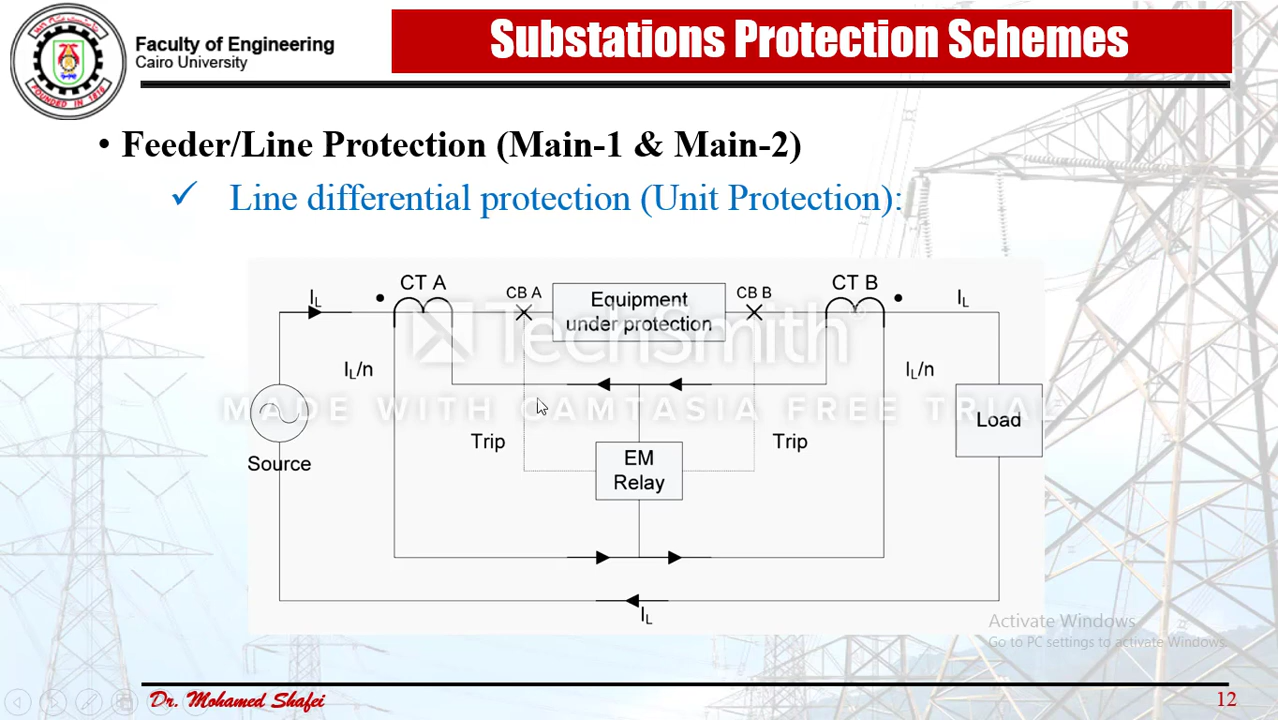 Faculty of Engineering
Cairo University
FOUNDED IN 1816
Substations Protection Schemes
• Feeder/Line Protection (Main-1 & Main-2)
✓ Line differential protection (Unit Protection):
CT A
CT B
CB A
CB B
I_L
I_L
Equipment
under protection
TechSmith
I_L/n
I_L/n
MADE WITH CAMTASIA FREE TRIAL
Source
Load
Trip
Trip
EM
Relay
I_L
Activate Windows
Go to PC settings to activate Windows.
Dr. Mohamed Shafei
12